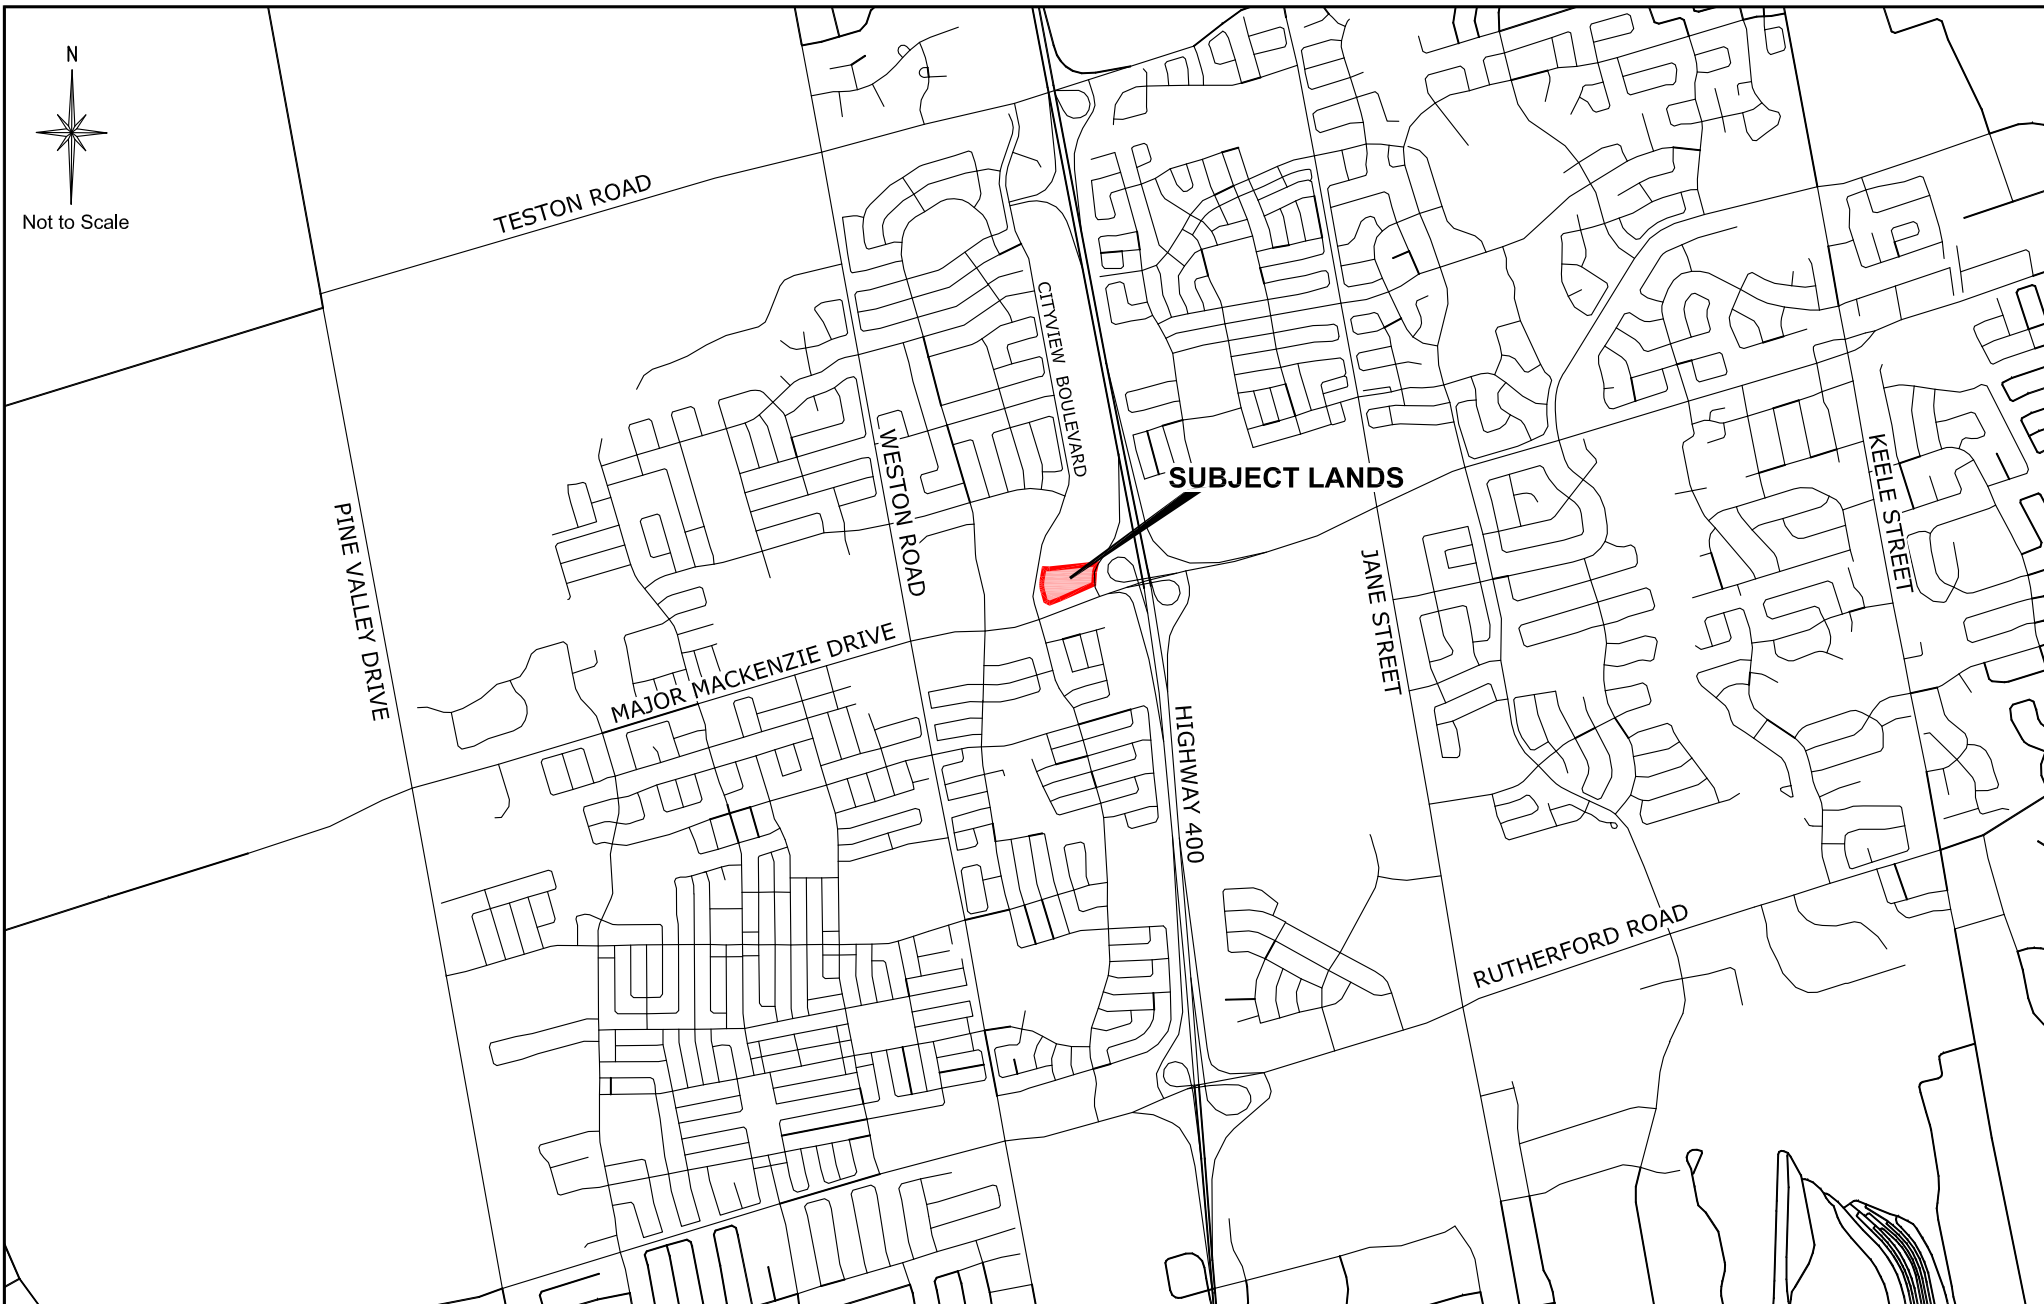 N
Not to Scale
TESTON ROAD
CITYVIEW BOULEVARD
WESTON ROAD
SUBJECT LANDS
KEELE STREET
PINE VALLEY DRIVE
JANE STREET
MAJOR MACKENZIE DRIVE
HIGHWAY 400
RUTHERFORD ROAD